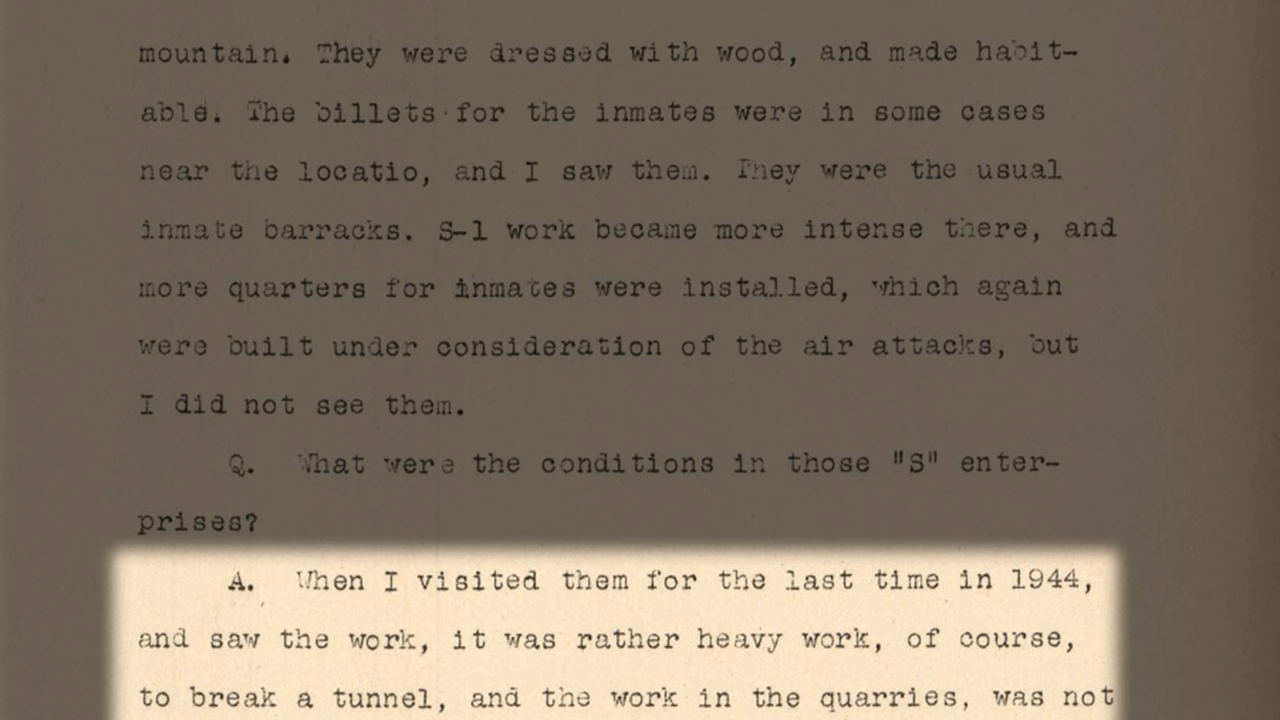 mountain. They were dressed with wood, and made habit-
able. The billets for the inmates were in some cases
near the locatio, and I saw them. They were the usual
inmate barracks. S-1 work became more intense there, and
more quarters for inmates were installed, which again
were built under consideration of the air attacks, but
I did not see them.
Q. What were the conditions in those "S" enter-
prises?
A. When I visited them for the last time in 1944,
and saw the work, it was rather heavy work, of course,
to break a tunnel, and the work in the quarries, was not